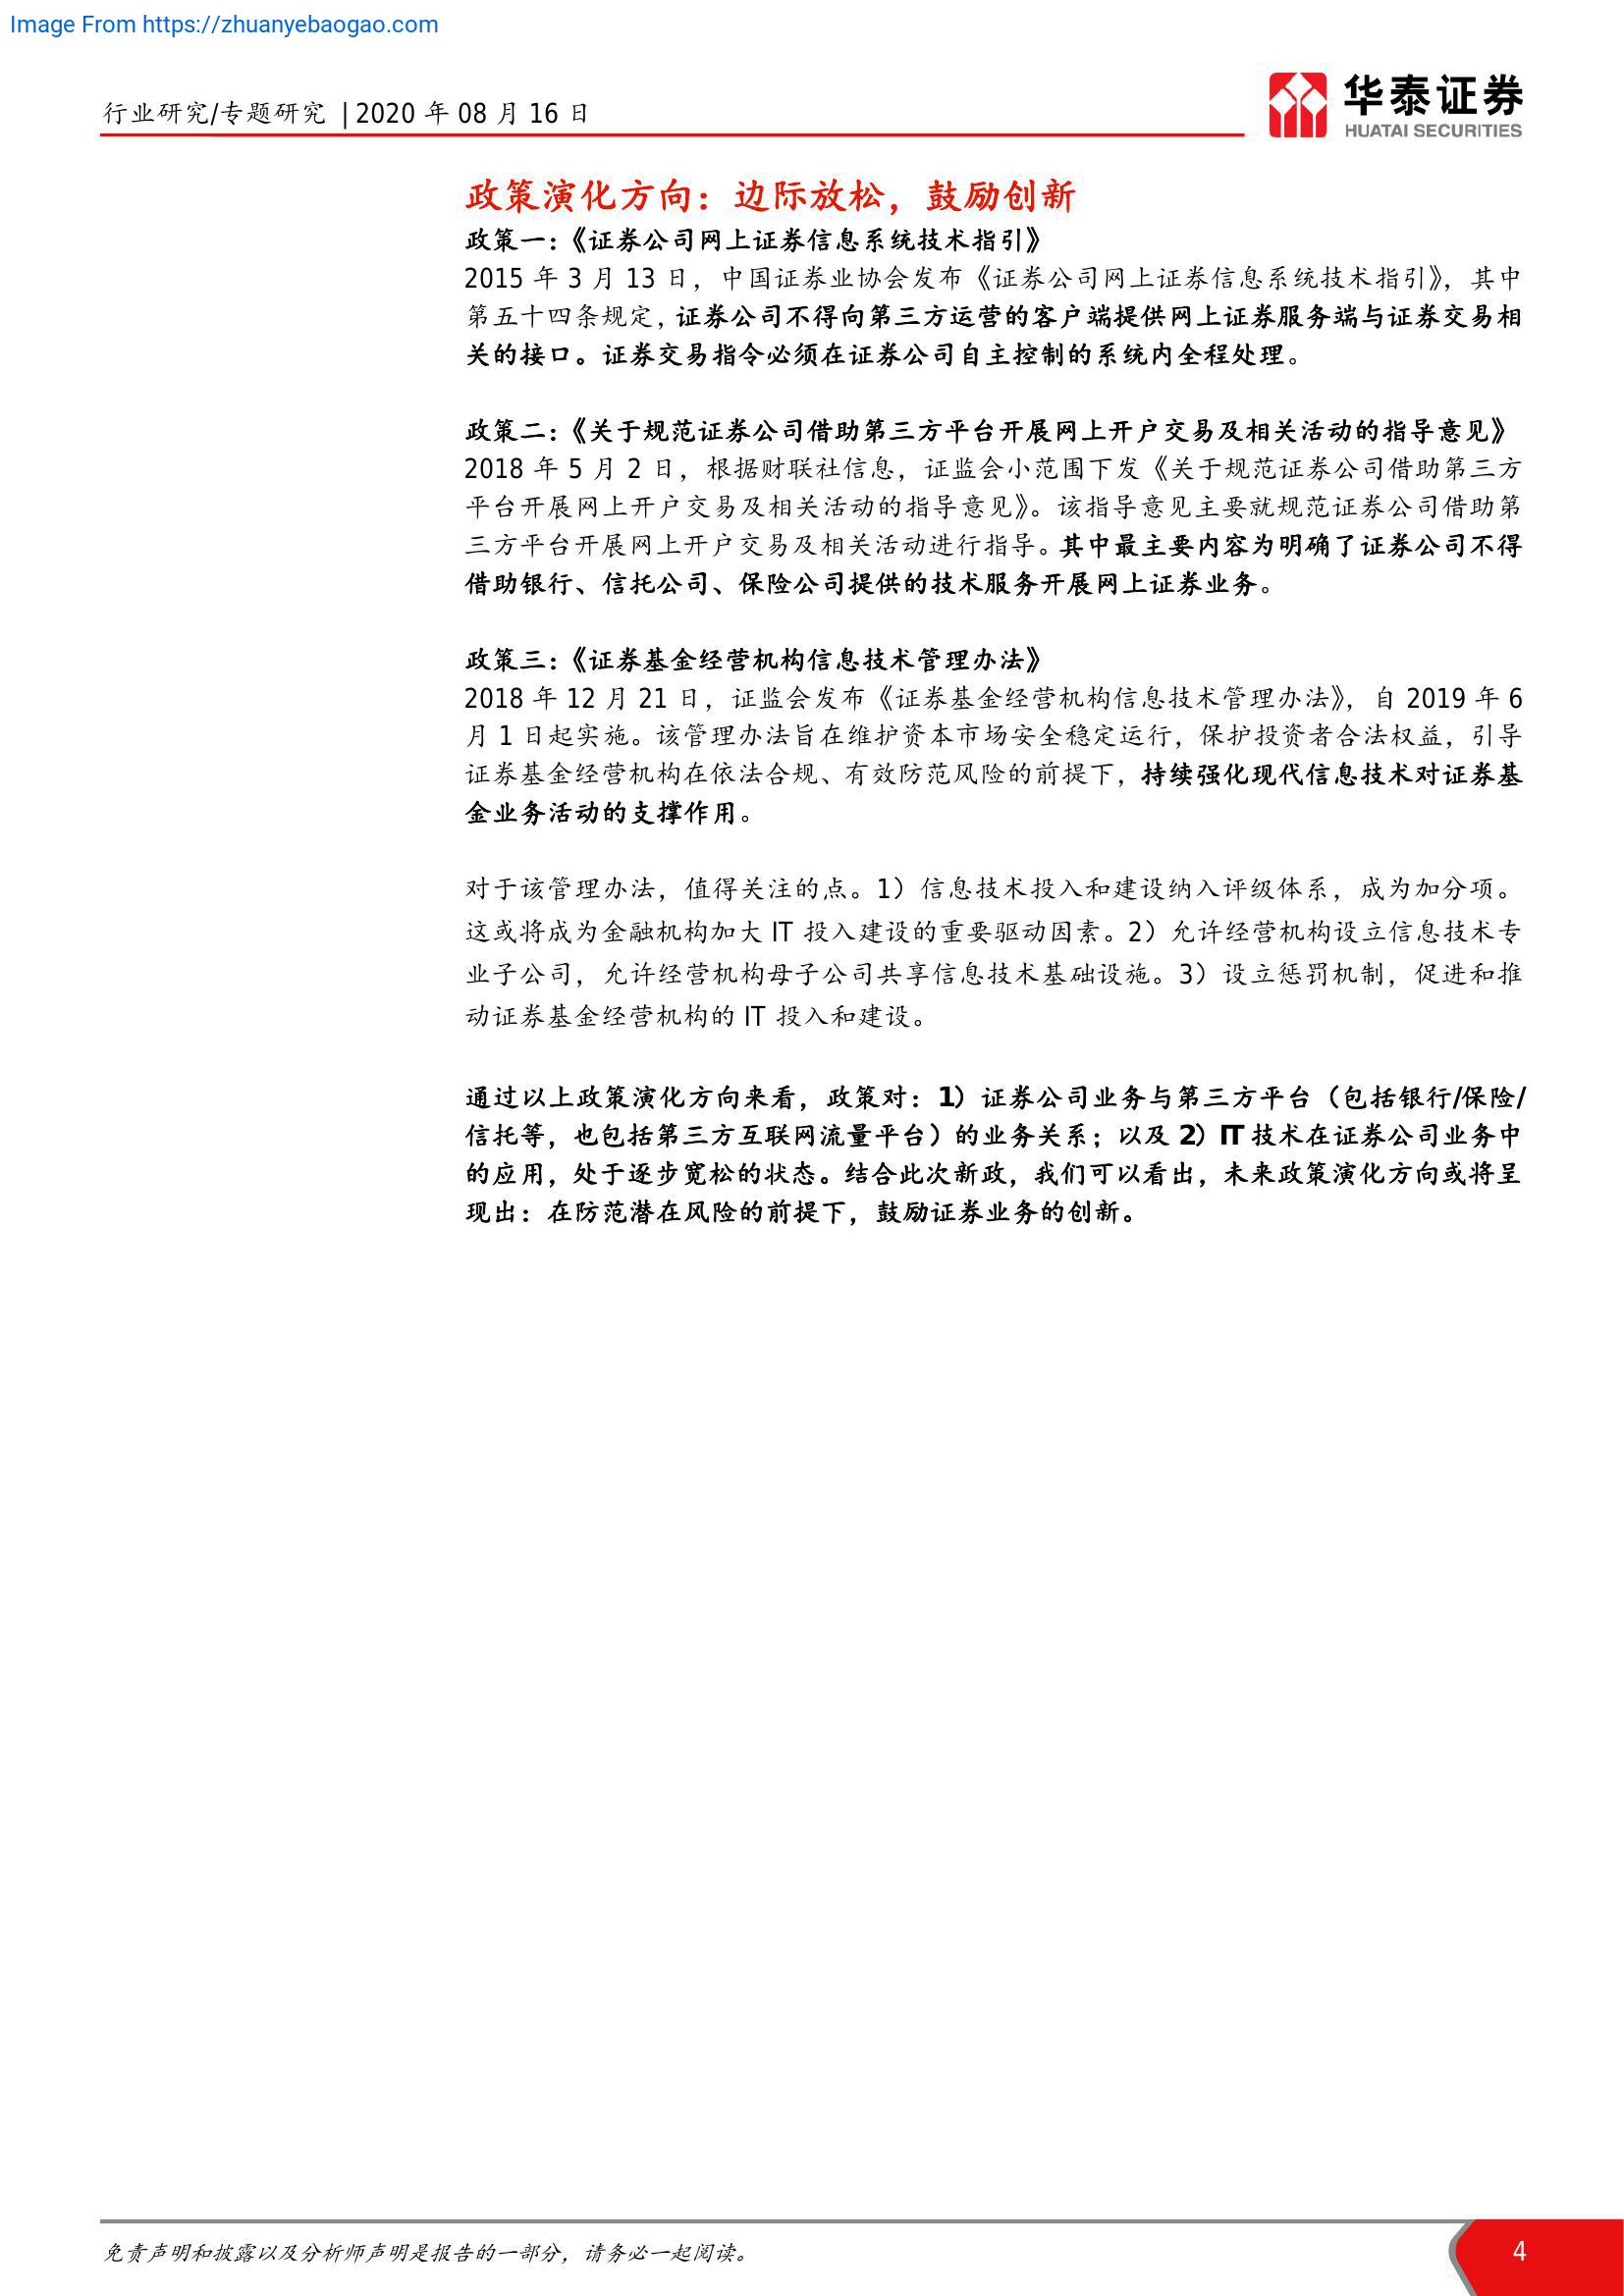 Image From https://zhuanyebaogao.com
行业研究/专题研究 | 2020 年 08 月 16 日
华泰证券
HUATAI SECURITIES
政策演化方向：边际放松，鼓励创新
政策一：《证券公司网上证券信息系统技术指引》
2015 年 3 月 13 日，中国证券业协会发布《证券公司网上证券信息系统技术指引》，其中
第五十四条规定，证券公司不得向第三方运营的客户端提供网上证券服务端与证券交易相
关的接口。证券交易指令必须在证券公司自主控制的系统内全程处理。
政策二：《关于规范证券公司借助第三方平台开展网上开户交易及相关活动的指导意见》
2018 年 5 月 2 日，根据财联社信息，证监会小范围下发《关于规范证券公司借助第三方
平台开展网上开户交易及相关活动的指导意见》。该指导意见主要就规范证券公司借助第
三方平台开展网上开户交易及相关活动进行指导。其中最主要内容为明确了证券公司不得
借助银行、信托公司、保险公司提供的技术服务开展网上证券业务。
政策三：《证券基金经营机构信息技术管理办法》
2018 年 12 月 21 日，证监会发布《证券基金经营机构信息技术管理办法》，自 2019 年 6
月 1 日起实施。该管理办法旨在维护资本市场安全稳定运行，保护投资者合法权益，引导
证券基金经营机构在依法合规、有效防范风险的前提下，持续强化现代信息技术对证券基
金业务活动的支撑作用。
对于该管理办法，值得关注的点。1）信息技术投入和建设纳入评级体系，成为加分项。
这或将成为金融机构加大 IT 投入建设的重要驱动因素。2）允许经营机构设立信息技术专
业子公司，允许经营机构母子公司共享信息技术基础设施。3）设立惩罚机制，促进和推
动证券基金经营机构的 IT 投入和建设。
通过以上政策演化方向来看，政策对：1）证券公司业务与第三方平台（包括银行/保险/
信托等，也包括第三方互联网流量平台）的业务关系；以及 2）IT 技术在证券公司业务中
的应用，处于逐步宽松的状态。结合此次新政，我们可以看出，未来政策演化方向或将呈
现出：在防范潜在风险的前提下，鼓励证券业务的创新。
免责声明和披露以及分析师声明是报告的一部分，请务必一起阅读。
4